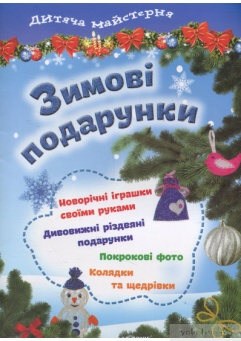 Дитяча майстерня
Зимові
подарунки
Новорічні іграшки
своїми руками
Дивовижні різдвяні
подарунки
Покрокові фото
Колядки
та щедрівки